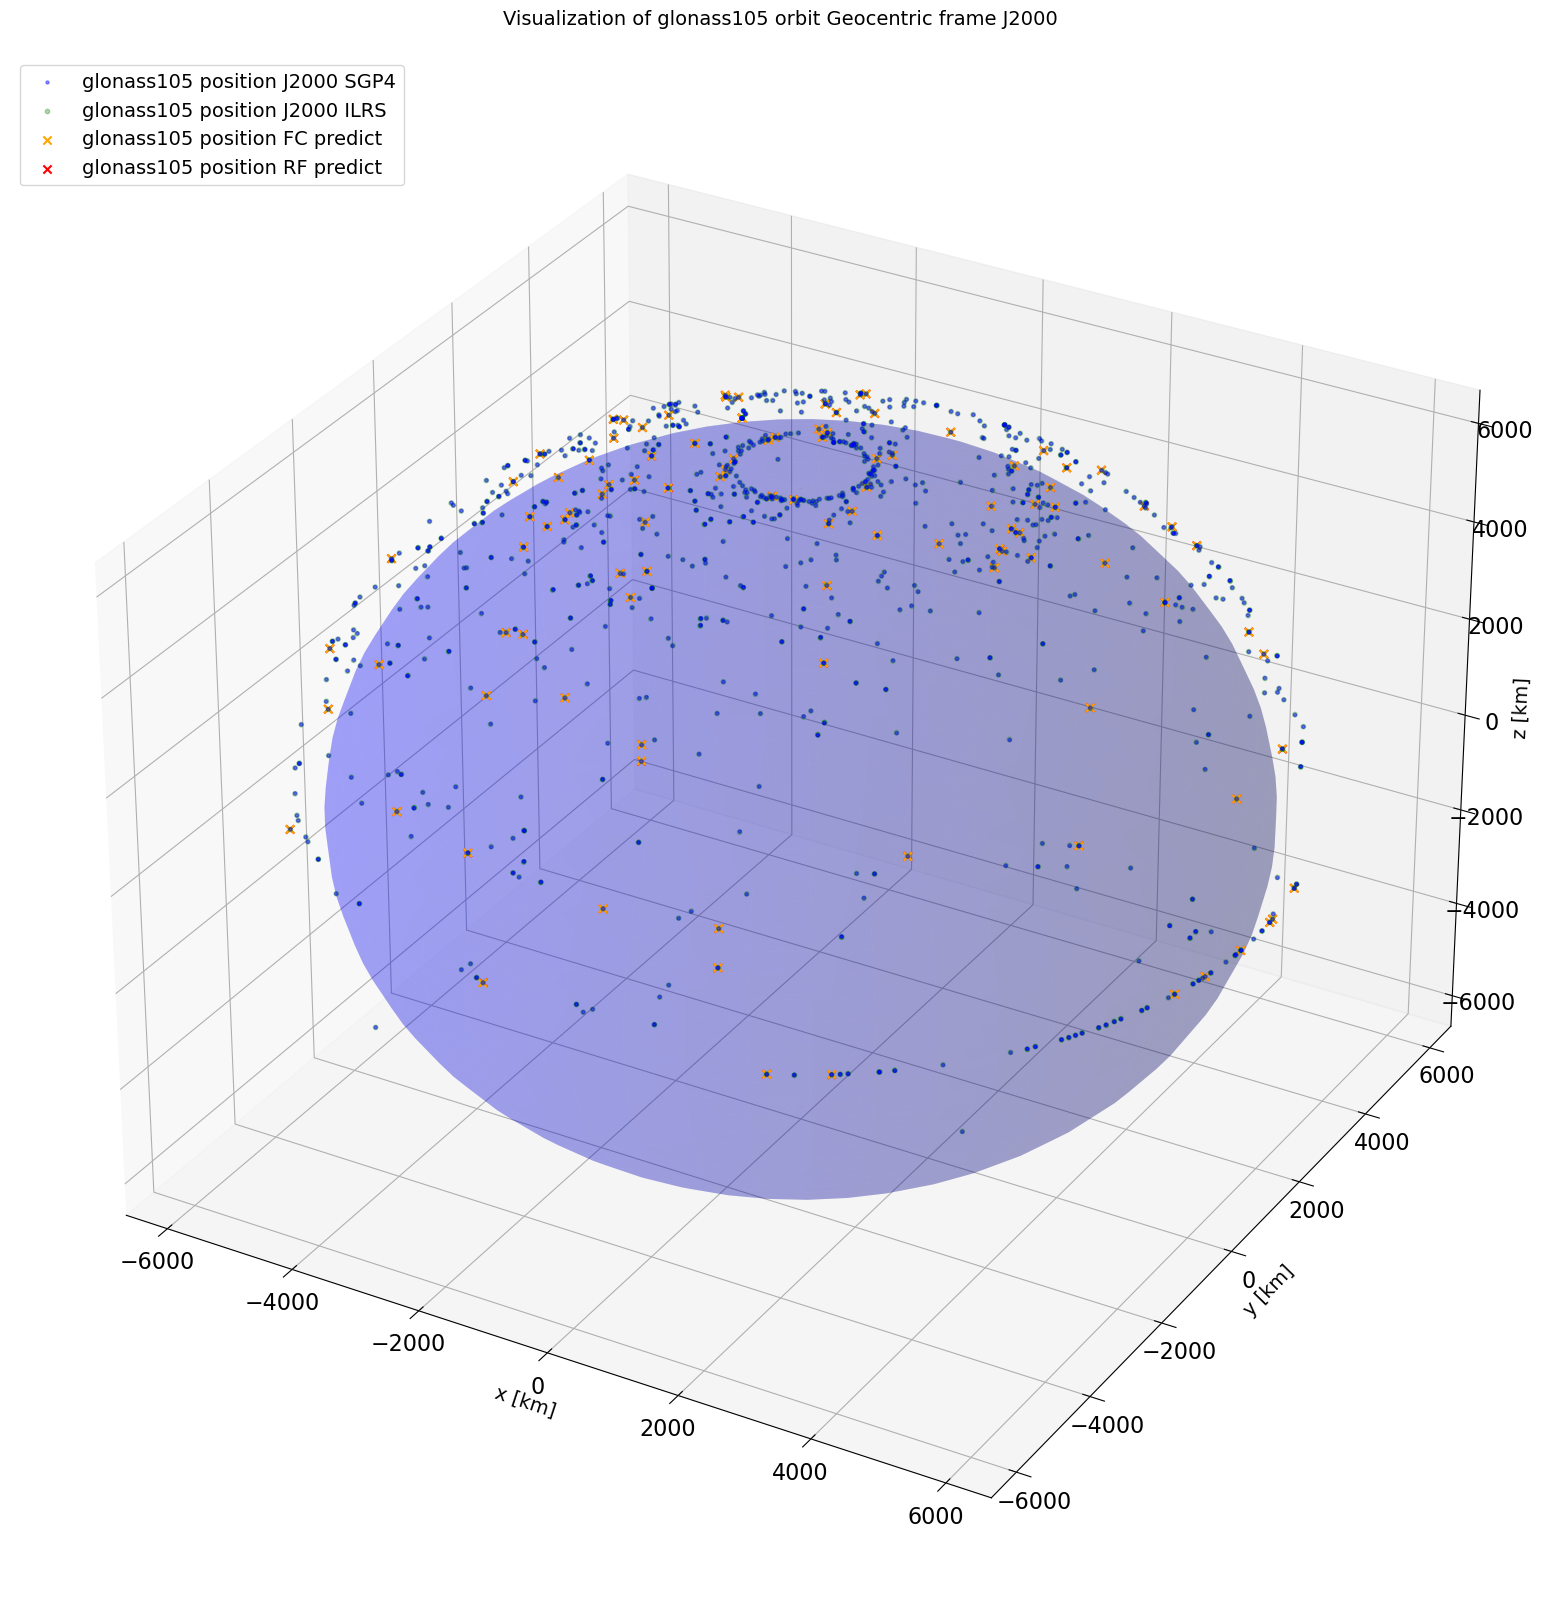 Visualization of glonass105 orbit Geocentric frame J2000
glonass105 position J2000 SGP4
glonass105 position J2000 ILRS
glonass105 position FC predict
glonass105 position RF predict
6000
4000
2000
0
−2000
−4000
−6000
z [km]
6000
4000
2000
0
−2000
−4000
−6000
y [km]
−6000
−4000
−2000
0
2000
4000
6000
x [km]